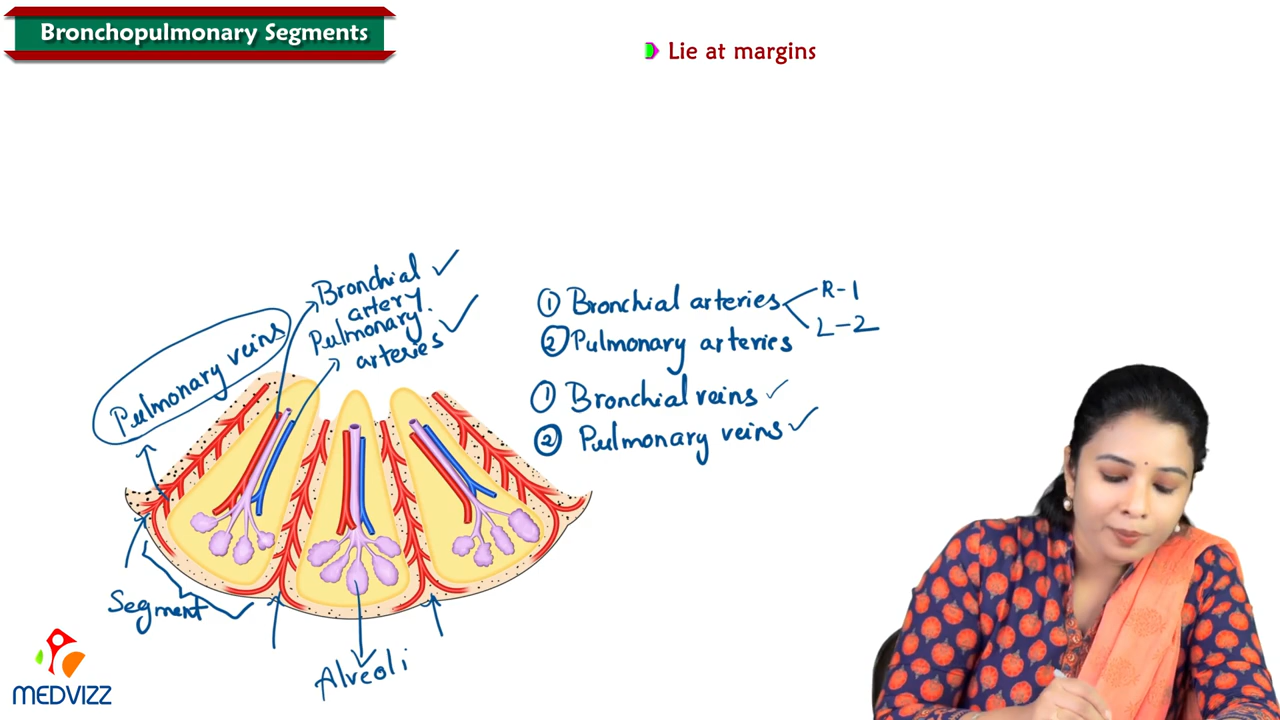 Bronchopulmonary Segments
Lie at margins
Bronchial
artery
Pulmonary
arteries
Pulmonary veins
① Bronchial arteries
R-1
L-2
② Pulmonary arteries
① Bronchial veins
② Pulmonary veins
Segment
Alveoli
MEDVIZZ